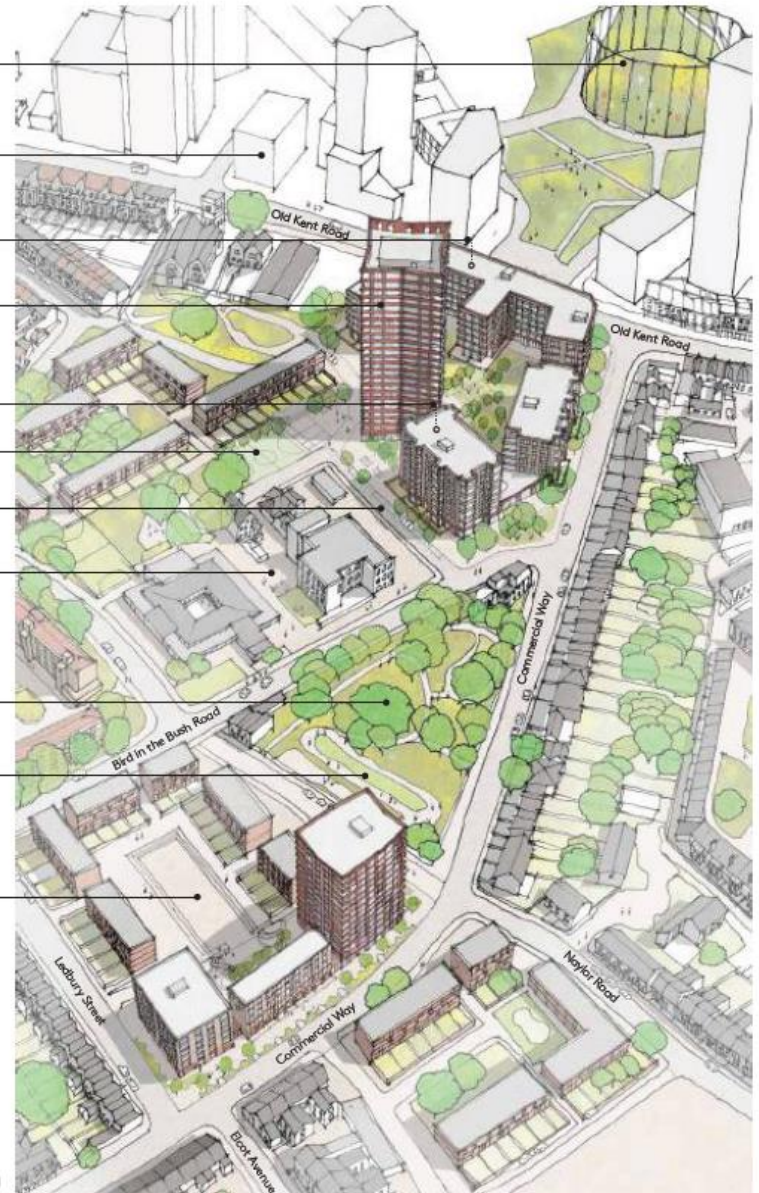 Old Kent Road
Old Kent Road
Commercial Way
Bird in the Bush Road
Naylor Road
Ledbury Street
Commercial Way
Elcot Avenue